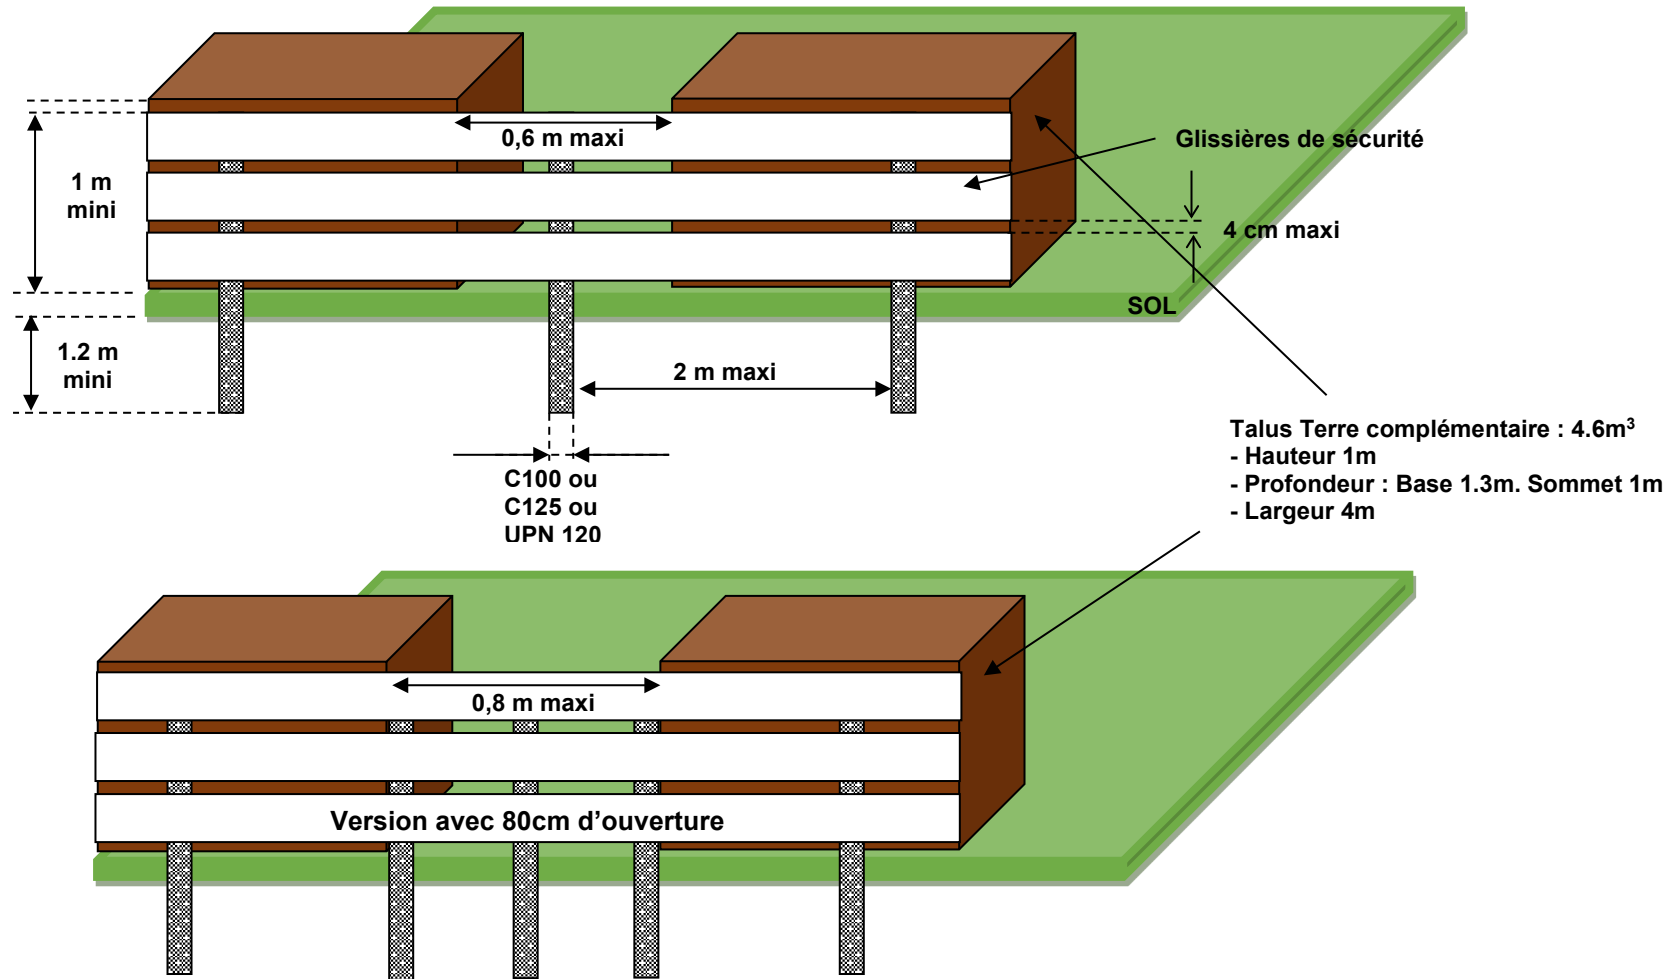 0,6 m maxi
Glissières de sécurité
1 m
mini
4 cm maxi
SOL
1.2 m
mini
2 m maxi
C100 ou
C125 ou
UPN 120
Talus Terre complémentaire : 4.6m³
- Hauteur 1m
- Profondeur : Base 1.3m. Sommet 1m
- Largeur 4m
0,8 m maxi
Version avec 80cm d’ouverture